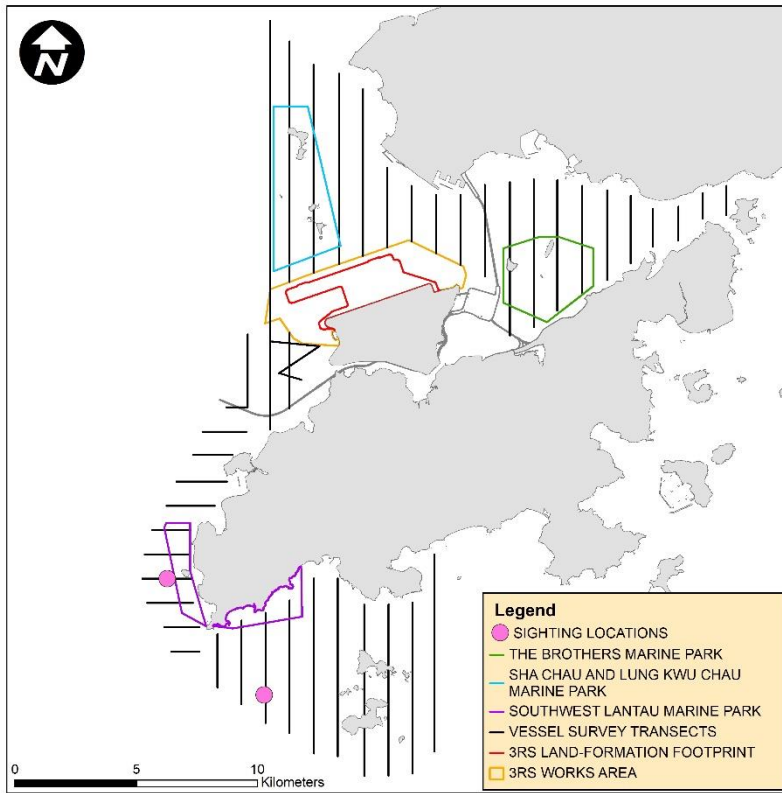 N
Legend
SIGHTING LOCATIONS
THE BROTHERS MARINE PARK
SHA CHAU AND LUNG KWU CHAU
MARINE PARK
SOUTHWEST LANTAU MARINE PARK
VESSEL SURVEY TRANSECTS
3RS LAND-FORMATION FOOTPRINT
3RS WORKS AREA
0 5 10
Kilometers